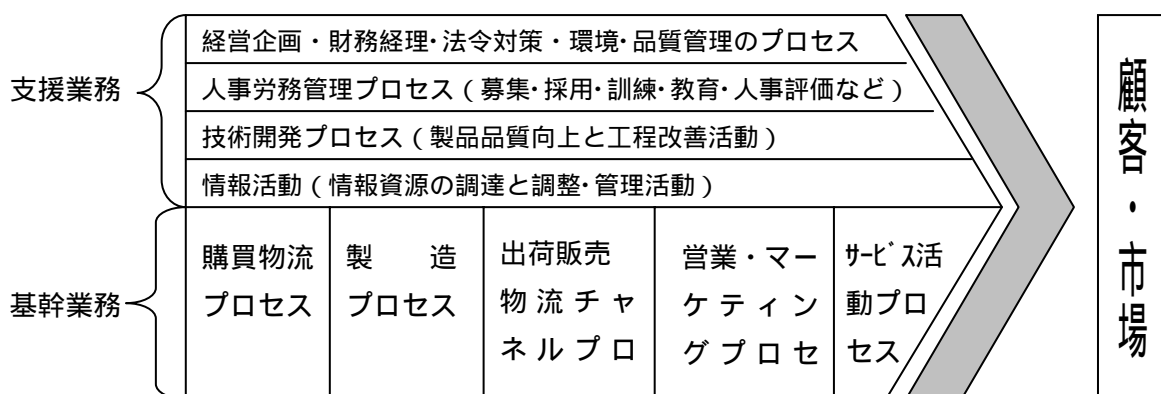 経営企画・財務経理・法令対策・環境・品質管理のプロセス
支援業務
人事労務管理プロセス(募集・採用・訓練・教育・人事評価など)
技術開発プロセス(製品品質向上と工程改善活動)
情報活動(情報資源の調達と調整・管理活動)
基幹業務
購買物流
プロセス
製 造
プロセス
出荷販売
物流チャ
ネルプロ
営業・マー
ケティン
グプロセ
サービス活
動プロ
セス
顧客・市場